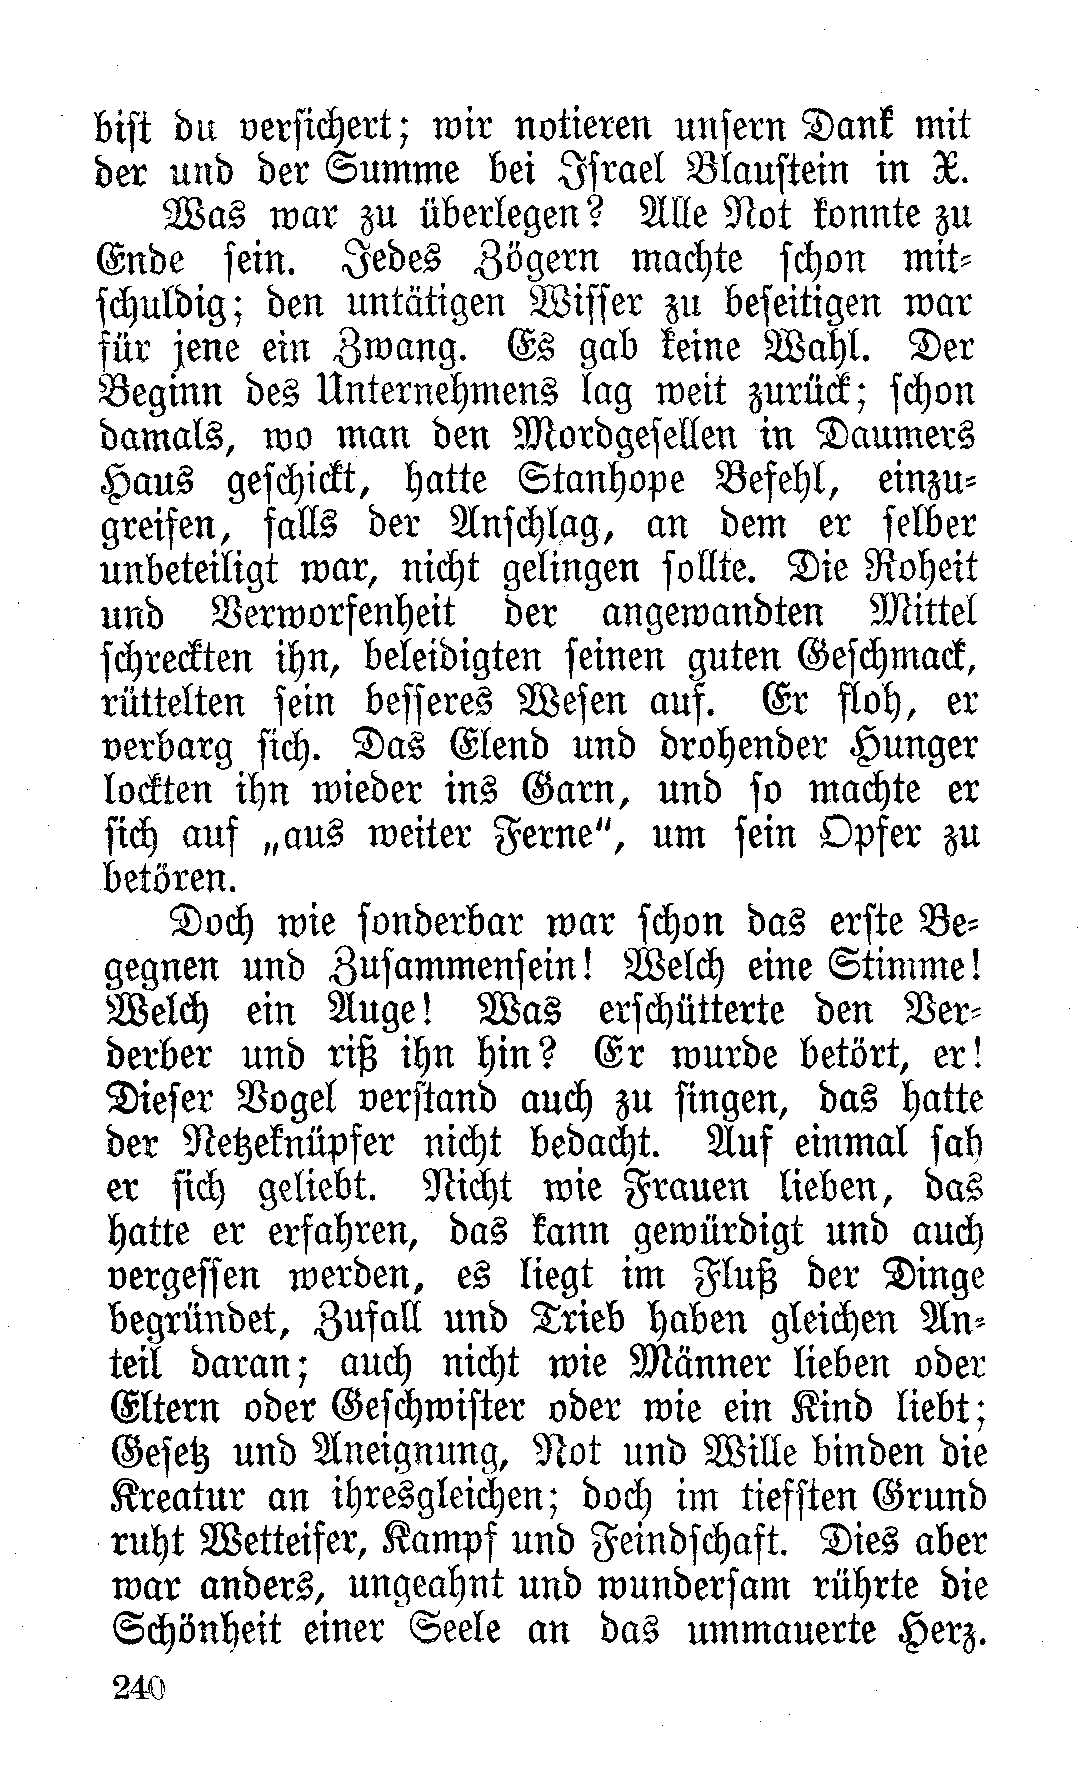 bist du versichert; wir notieren unsern Dank mit
der und der Summe bei Israel Blaustein in X.
Was war zu überlegen? Alle Not konnte zu
Ende sein. Jedes Zögern machte schon mit-
schuldig; den untätigen Wisser zu beseitigen war
für jene ein Zwang. Es gab keine Wahl. Der
Beginn des Unternehmens lag weit zurück; schon
damals, wo man den Mordgesellen in Daumers
Haus geschickt, hatte Stanhope Befehl, einzu-
greifen, falls der Anschlag, an dem er selber
unbeteiligt war, nicht gelingen sollte. Die Roheit
und Verworfenheit der angewandten Mittel
schreckten ihn, beleidigten seinen guten Geschmack,
rüttelten sein besseres Wesen auf. Er floh, er
verbarg sich. Das Elend und drohender Hunger
lockten ihn wieder ins Garn, und so machte er
sich auf „aus weiter Ferne“, um sein Opfer zu
betören.
Doch wie sonderbar war schon das erste Be-
gegnen und Zusammensein! Welch eine Stimme!
Welch ein Auge! Was erschütterte den Ver-
derber und riß ihn hin? Er wurde betört, er!
Dieser Vogel verstand auch zu singen, das hatte
der Netzeknüpfer nicht bedacht. Auf einmal sah
er sich geliebt. Nicht wie Frauen lieben, das
hatte er erfahren, das kann gewürdigt und auch
vergessen werden, es liegt im Fluß der Dinge
begründet, Zufall und Trieb haben gleichen An-
teil daran; auch nicht wie Männer lieben oder
Eltern oder Geschwister oder wie ein Kind liebt;
Gesetz und Aneignung, Not und Wille binden die
Kreatur an ihresgleichen; doch im tiefsten Grund
ruht Wetteifer, Kampf und Feindschaft. Dies aber
war anders, ungeahnt und wundersam rührte die
Schönheit einer Seele an das ummauerte Herz.
240